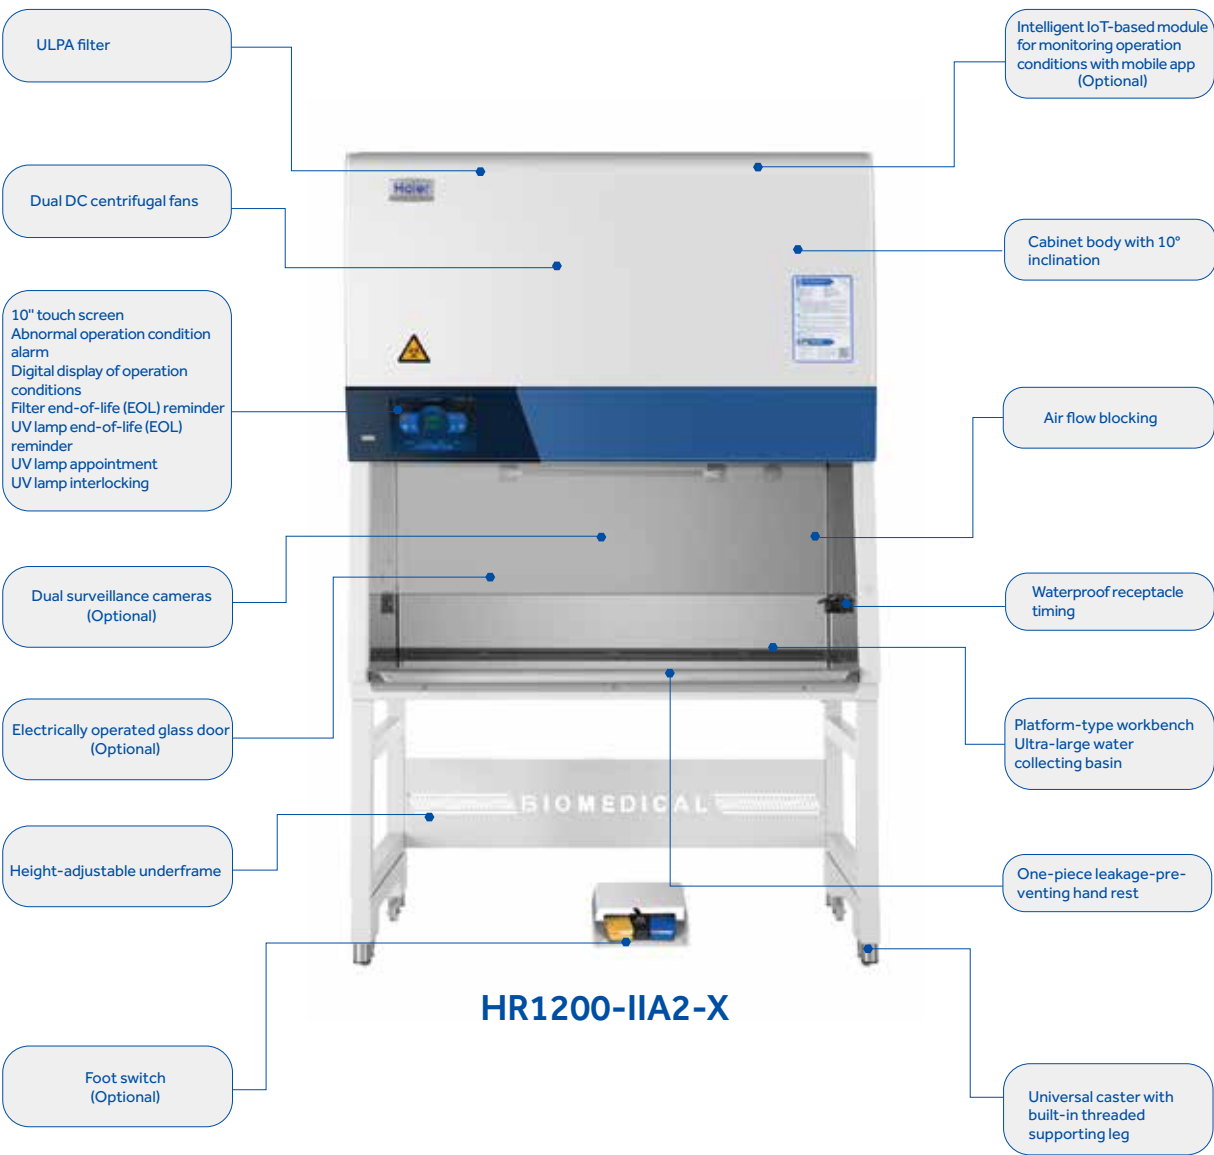 ULPA filter
Dual DC centrifugal fans
10" touch screen
Abnormal operation condition
alarm
Digital display of operation
conditions
Filter end-of-life (EOL) reminder
UV lamp end-of-life (EOL)
reminder
UV lamp appointment
UV lamp interlocking
Dual surveillance cameras
(Optional)
Electrically operated glass door
(Optional)
Height-adjustable underframe
Foot switch
(Optional)
Haier
BIOMEDICAL
HR1200-IIA2-X
Intelligent IoT-based module
for monitoring operation
conditions with mobile app
(Optional)
Cabinet body with 10°
inclination
Air flow blocking
Waterproof receptacle
timing
Platform-type workbench
Ultra-large water
collecting basin
One-piece leakage-pre-
venting hand rest
Universal caster with
built-in threaded
supporting leg